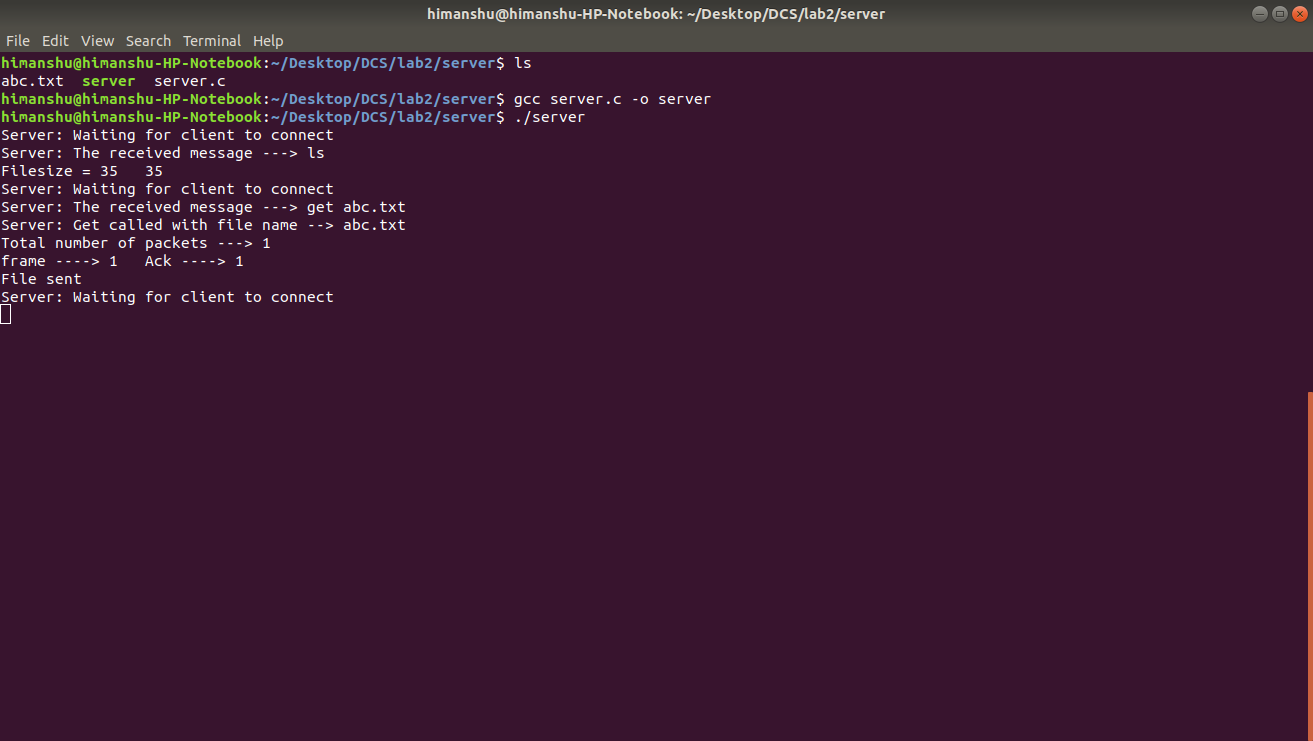 himanshu@himanshu-HP-Notebook: ~/Desktop/DCS/lab2/server
File Edit View Search Terminal Help
himanshu@himanshu-HP-Notebook:~/Desktop/DCS/lab2/server$ ls
abc.txt  server  server.c
himanshu@himanshu-HP-Notebook:~/Desktop/DCS/lab2/server$ gcc server.c -o server
himanshu@himanshu-HP-Notebook:~/Desktop/DCS/lab2/server$ ./server
Server: Waiting for client to connect
Server: The received message ---> ls
Filesize = 35   35
Server: Waiting for client to connect
Server: The received message ---> get abc.txt
Server: Get called with file name --> abc.txt
Total number of packets ---> 1
frame ----> 1   Ack ----> 1
File sent
Server: Waiting for client to connect